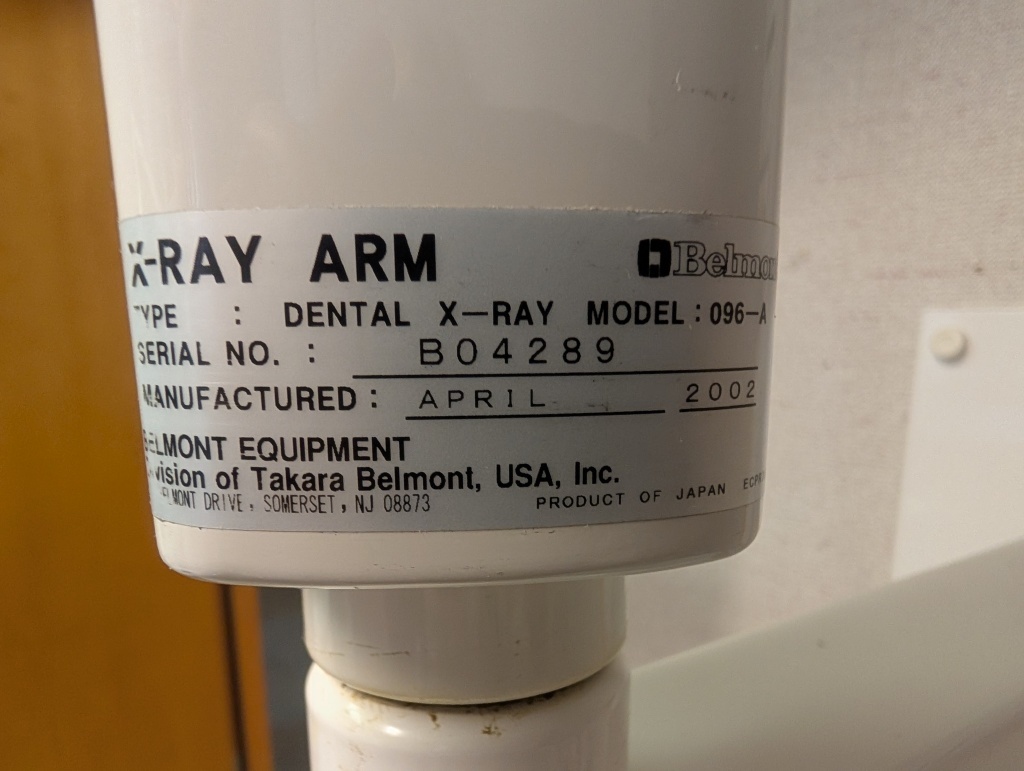 X-RAY ARM Belmont
TYPE : DENTAL X-RAY MODEL: 096-A
SERIAL NO. : B04289
MANUFACTURED: APRIL 2002
BELMONT EQUIPMENT
Division of Takara Belmont, USA, Inc.
BELMONT DRIVE, SOMERSET, NJ 08873
PRODUCT OF JAPAN